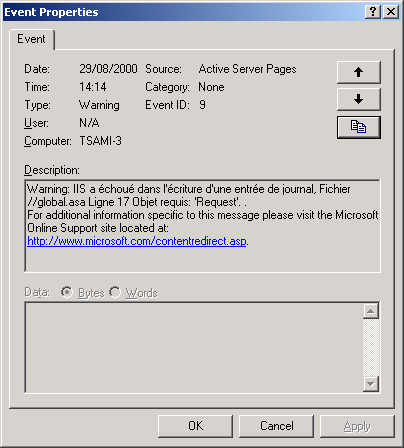 Event Properties
Event
Date: 29/08/2000 Source: Active Server Pages
Time: 14:14 Category: None
Type: Warning Event ID: 9
User: N/A
Computer: TSAMI-3
Description:
Warning: IIS a échoué dans l'écriture d'une entrée de journal, Fichier
//global.asa Ligne 17 Objet requis: 'Request'. .
For additional information specific to this message please visit the Microsoft
Online Support site located at:
http://www.microsoft.com/contentredirect.asp.
Data: Bytes Words
OK Cancel Apply